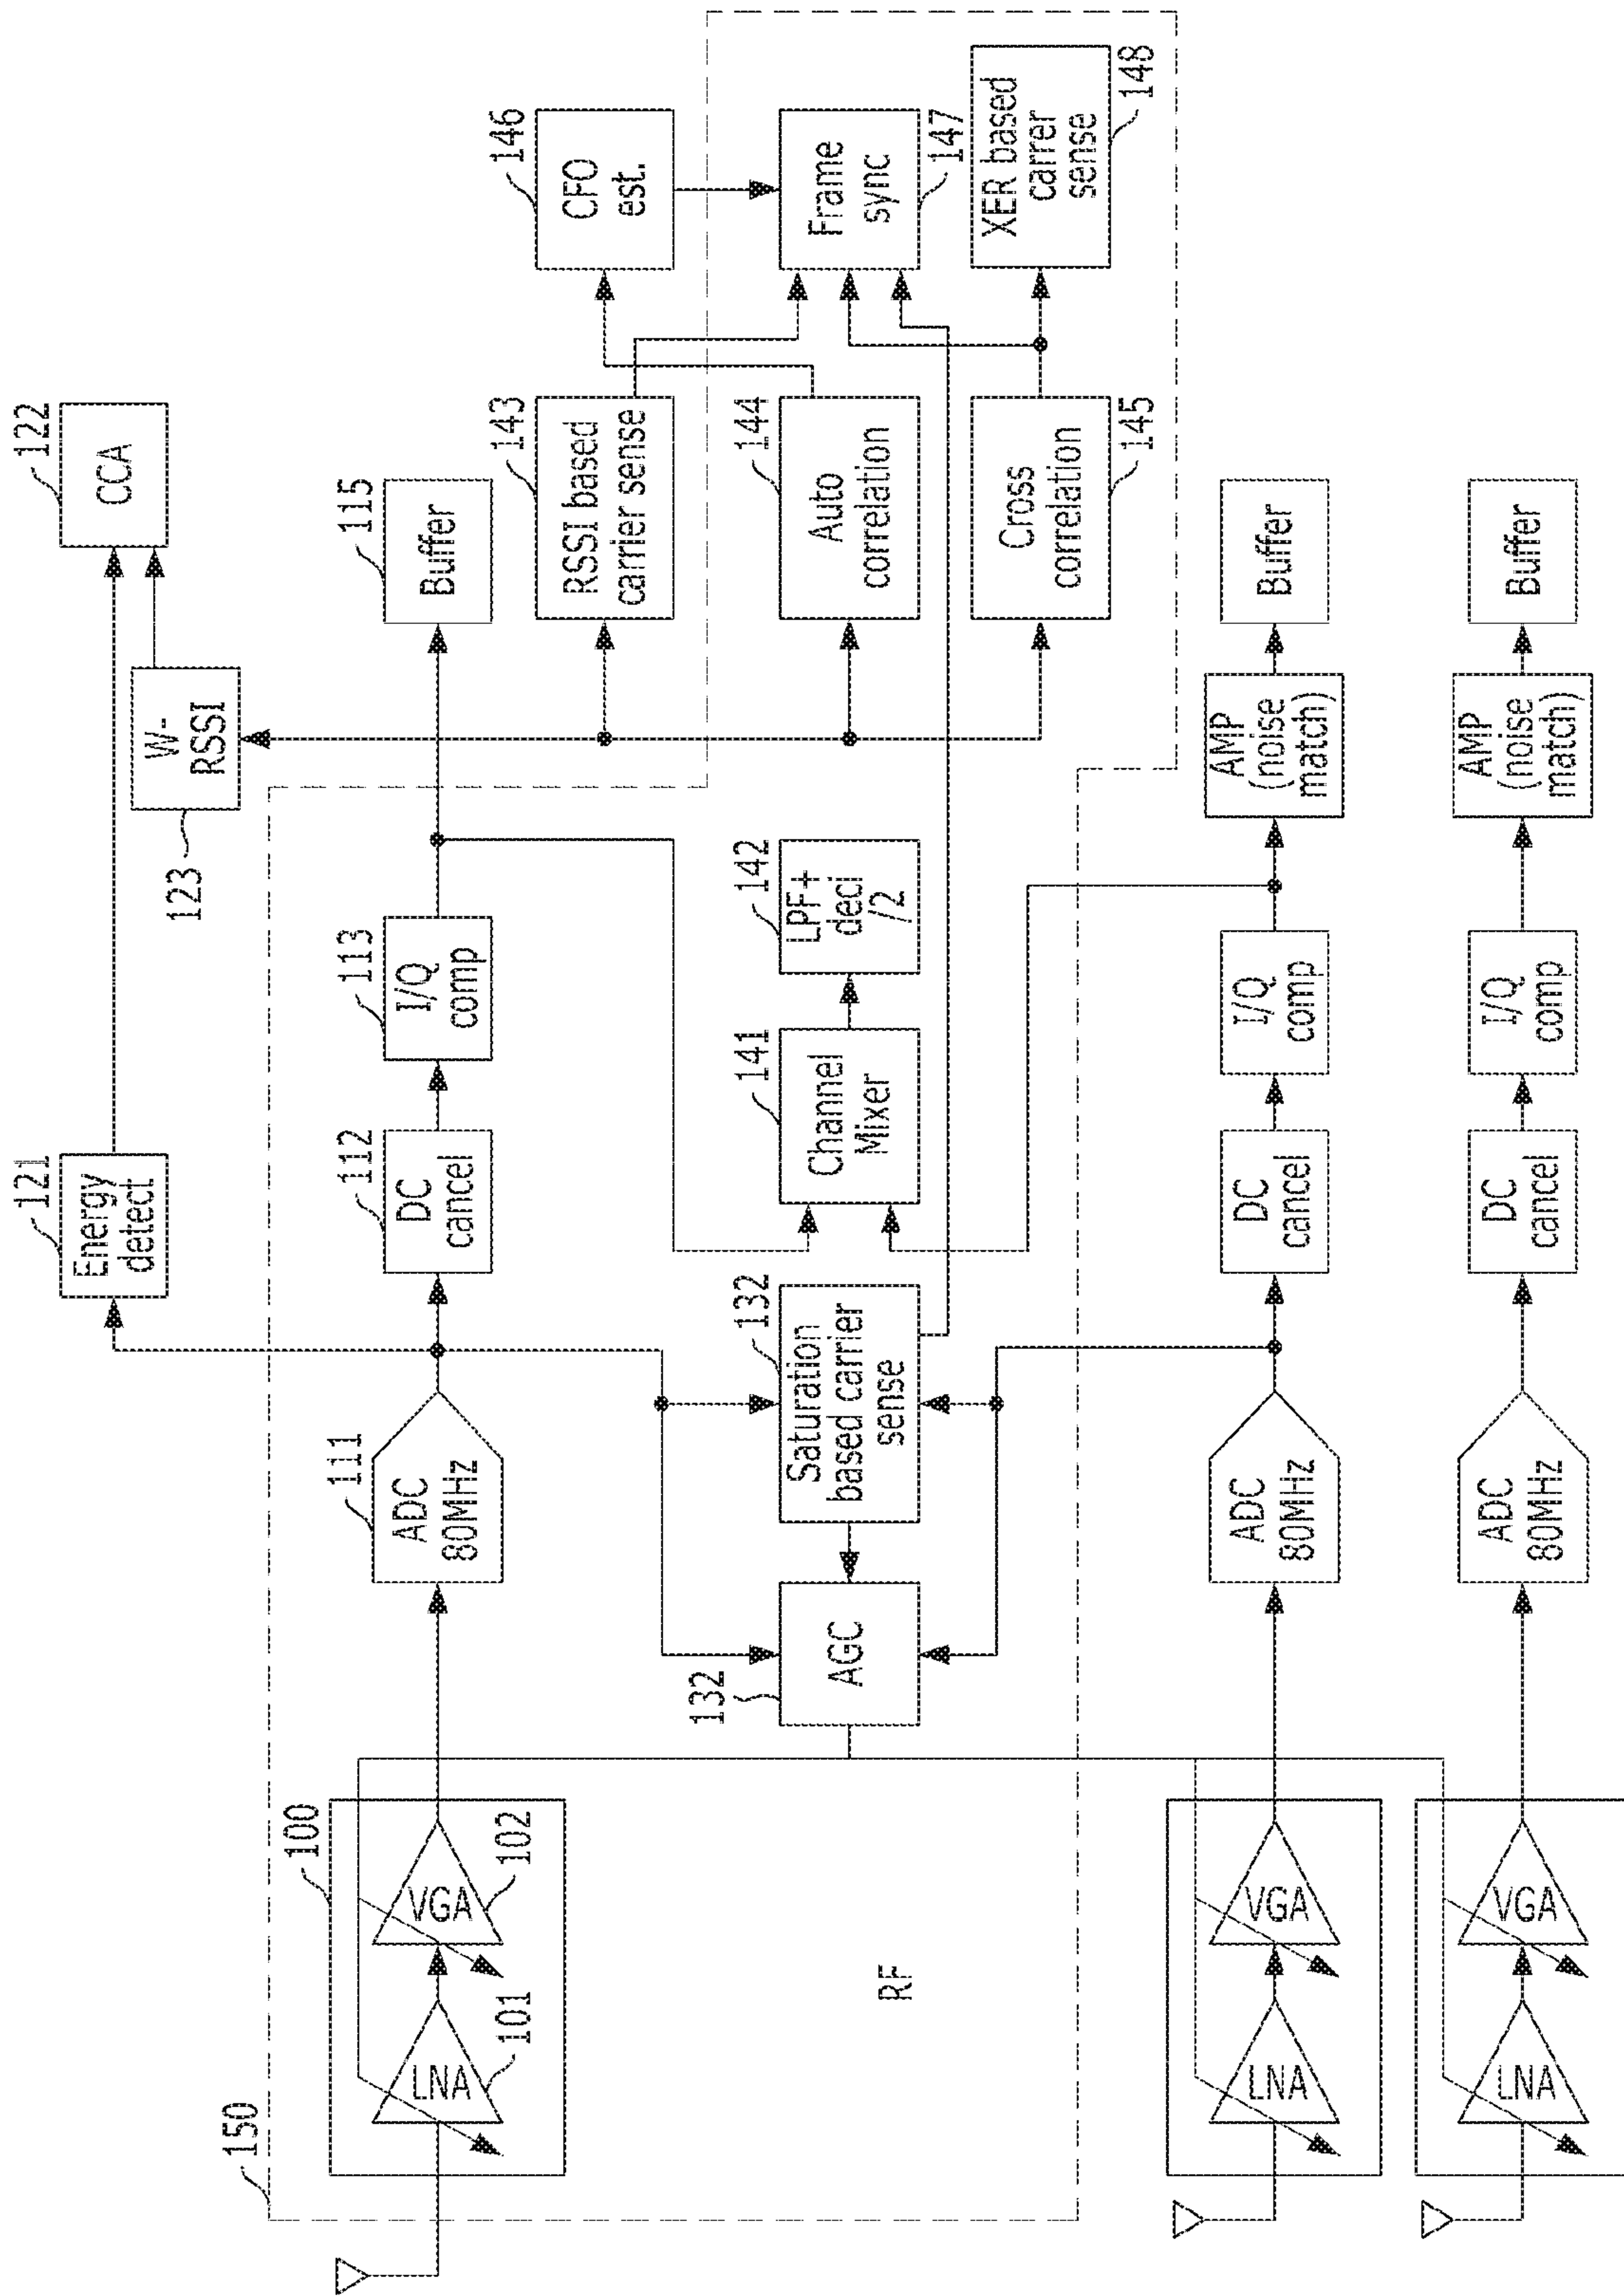 121
Energy
detect
122
CCA
W-
RSSI
123
150
100
LNA
101
VGA
102
111
ADC
80MHz
112
DC
cancel
113
I/Q
comp
115
Buffer
143
RSSI based
carrier sense
146
CFO
est.
RF
132
AGC
132
Saturation
based carrier
sense
141
Channel
Mixer
142
LPF+
deci
/2
144
Auto
correlation
145
Cross
correlation
Frame
sync
147
XER based
carrer
sense
148
LNA
VGA
ADC
80MHz
DC
cancel
I/Q
comp
AMP
(noise
match)
Buffer
LNA
VGA
ADC
80MHz
DC
cancel
I/Q
comp
AMP
(noise
match)
Buffer